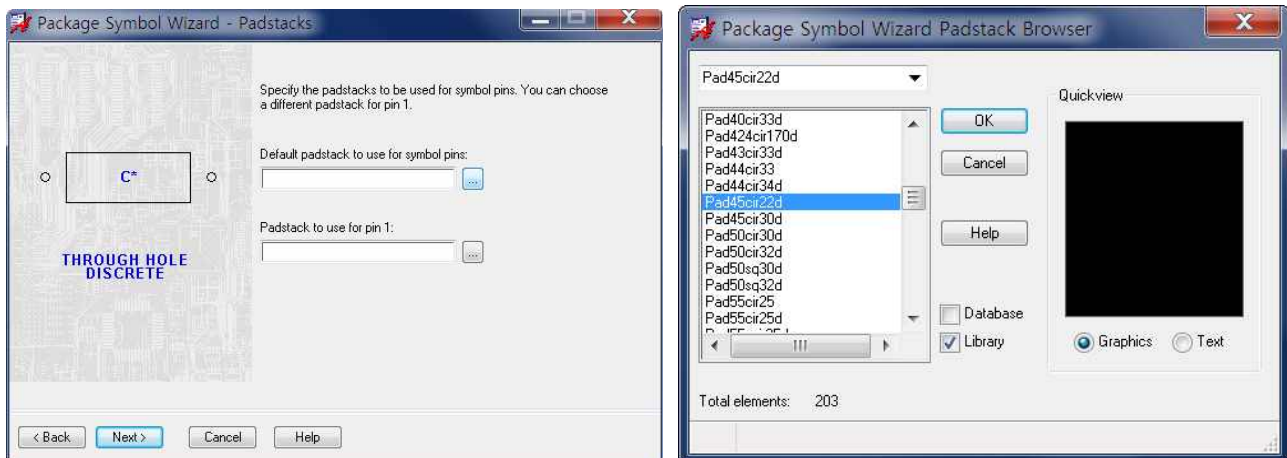 Package Symbol Wizard - Padstacks
Specify the padstacks to be used for symbol pins. You can choose
a different padstack for pin 1.
Default padstack to use for symbol pins:
...
C*
Padstack to use for pin 1:
...
THROUGH HOLE
DISCRETE
< Back
Next >
Cancel
Help
Package Symbol Wizard Padstack Browser
Pad45cir22d
Pad40cir33d
Pad424cir170d
Pad43cir33d
Pad44cir33
Pad44cir34d
Pad45cir22d
Pad45cir30d
Pad50cir30d
Pad50cir32d
Pad50sq30d
Pad50sq32d
Pad55cir25
Pad55cir25d
OK
Cancel
Help
Database
Library
Quickview
Graphics
Text
Total elements: 203